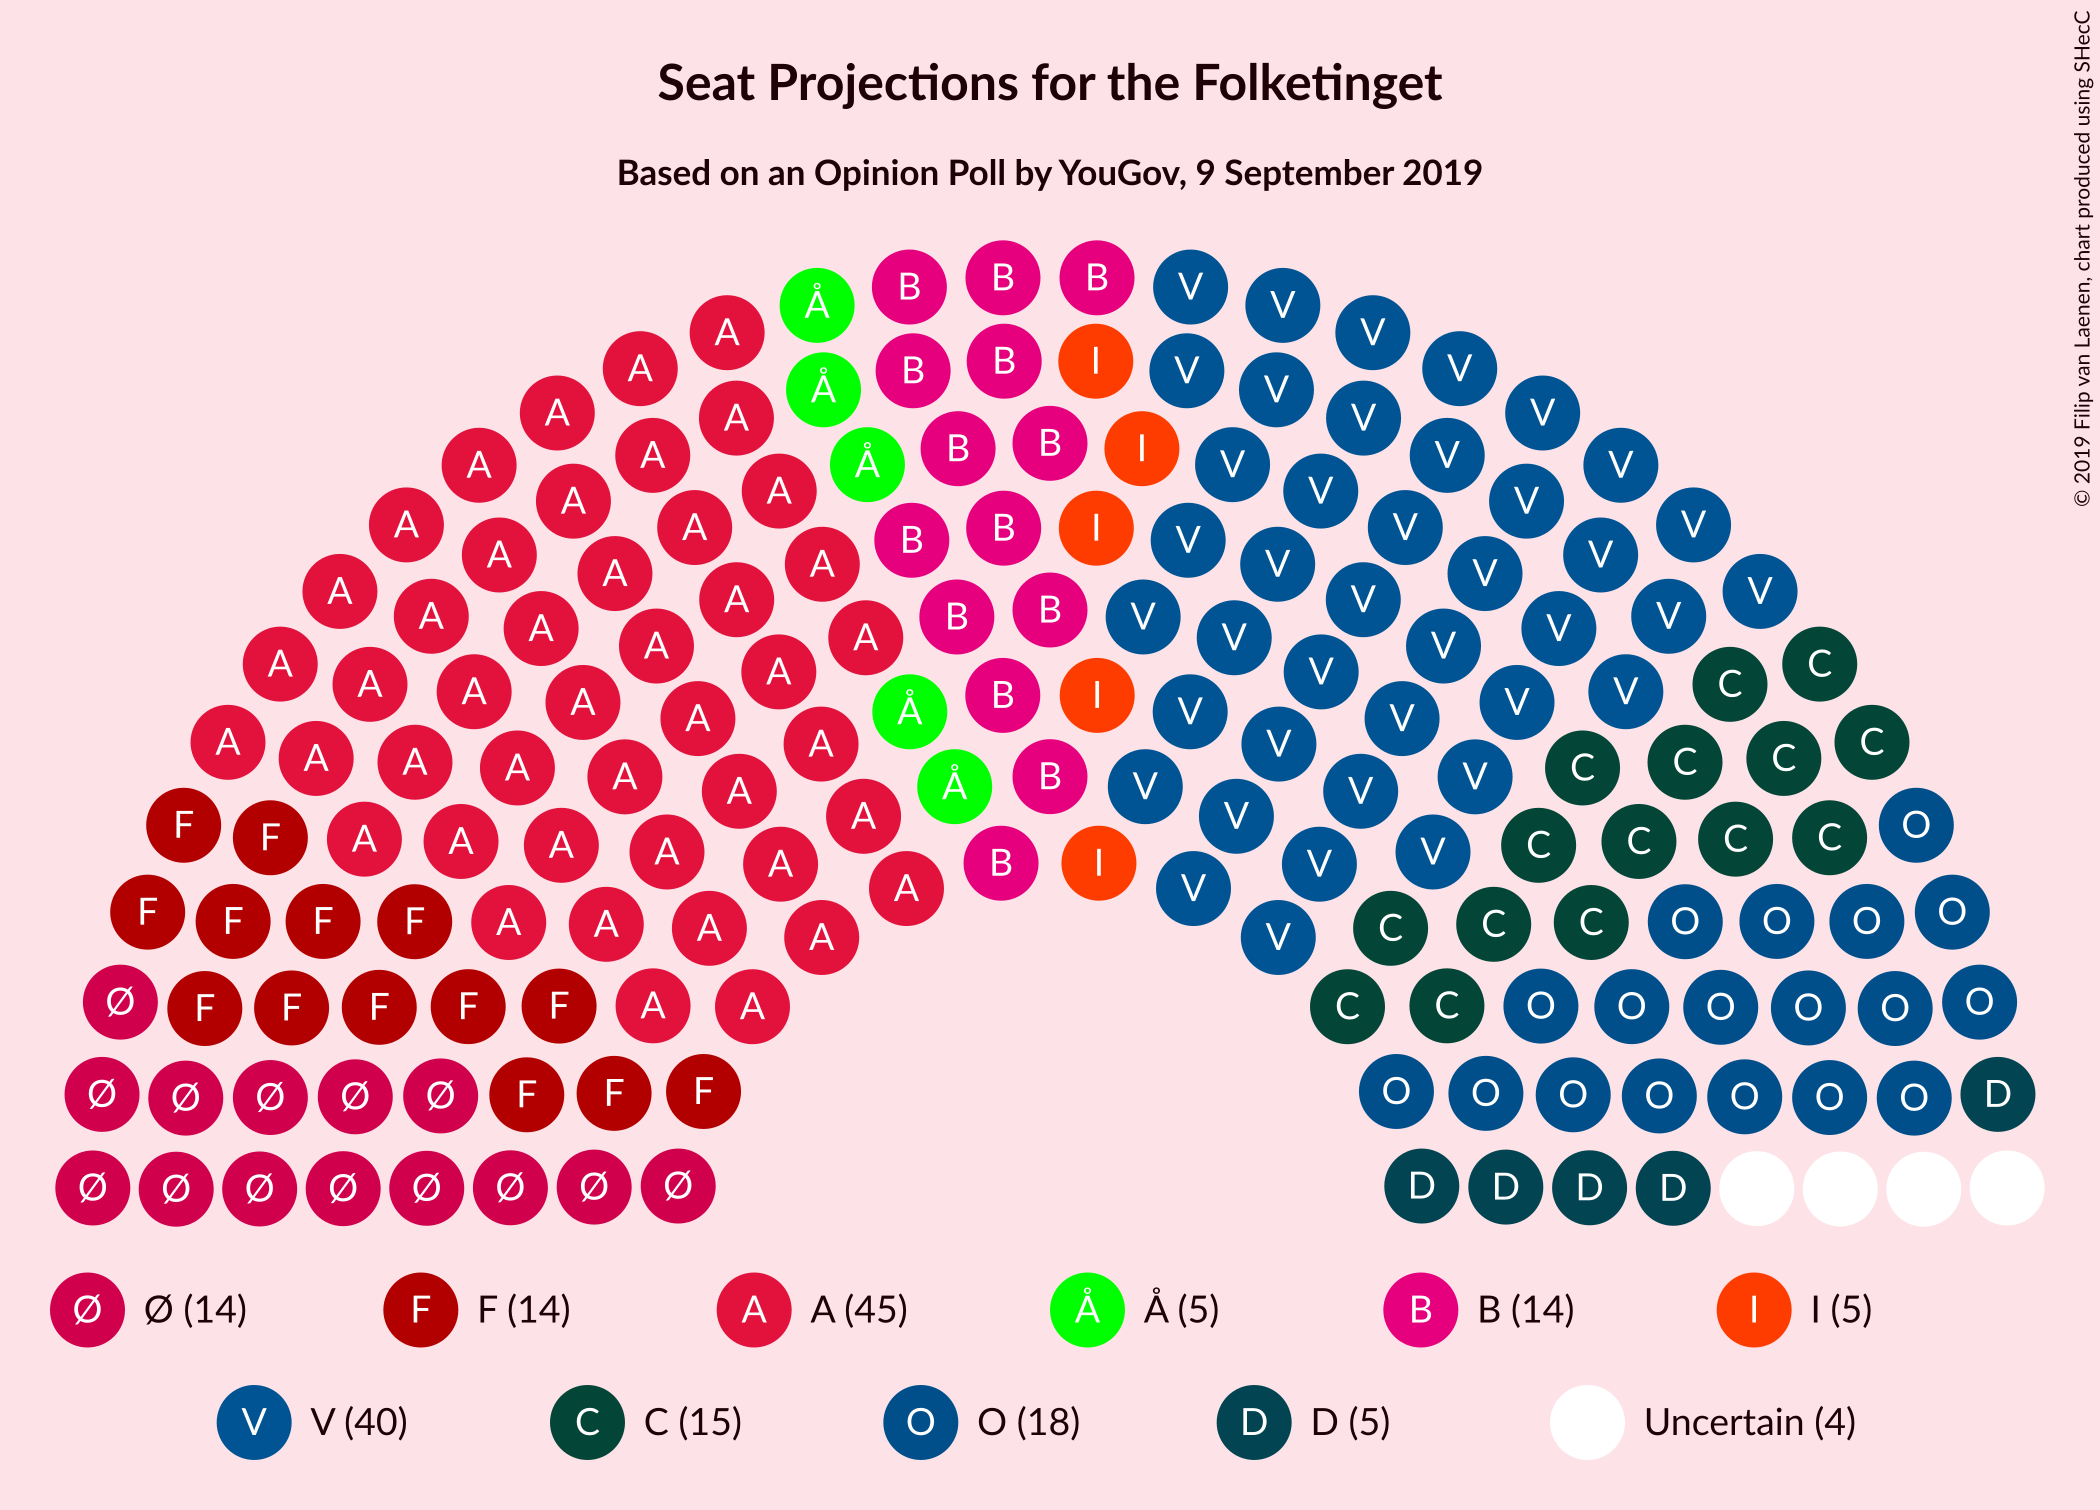 Seat Projections for the Folketinget
Based on an Opinion Poll by YouGov, 9 September 2019
© 2019 Filip van Laenen, chart produced using SHecC
B B
Å B V V
A V
A B B I V V A V
Å V
A A B B I V V V
A Å V V
A A A B B I V V V V
A A A V V V
A A A B B V V V V
A A A A V V V V
A A A A Å B I V V V V C C
A A A A A Å B V V V V C C C C
F F A A A A A A B I V V V C C C C O
F F F F A A A A V C C C O O O O
Ø F F F F F A A C C O O O O O O
Ø Ø Ø Ø Ø F F F O O O O O O O D
Ø Ø Ø Ø Ø Ø Ø Ø D D D D
Ø Ø (14) F F (14) A A (45) Å Å (5) B B (14) I I (5)
V V (40) C C (15) O O (18) D D (5) Uncertain (4)